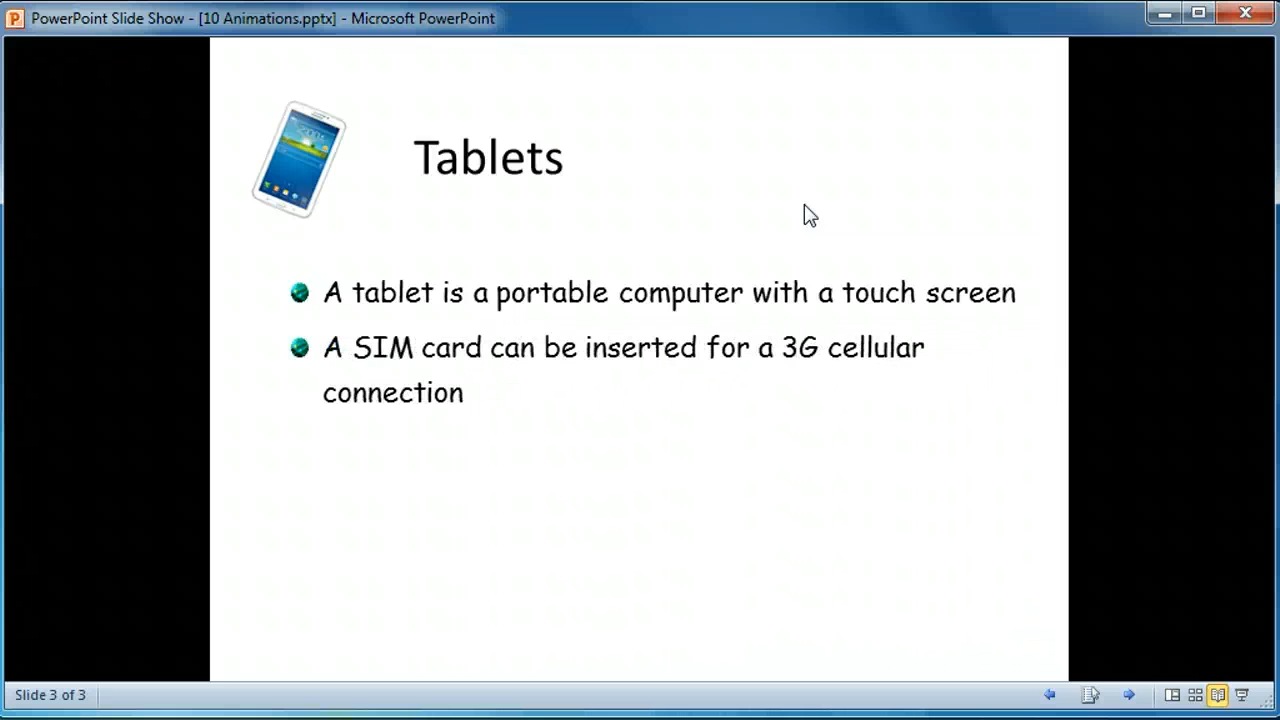 PowerPoint Slide Show - [10 Animations.pptx] - Microsoft PowerPoint
Tablets
A tablet is a portable computer with a touch screen
A SIM card can be inserted for a 3G cellular
connection
Slide 3 of 3